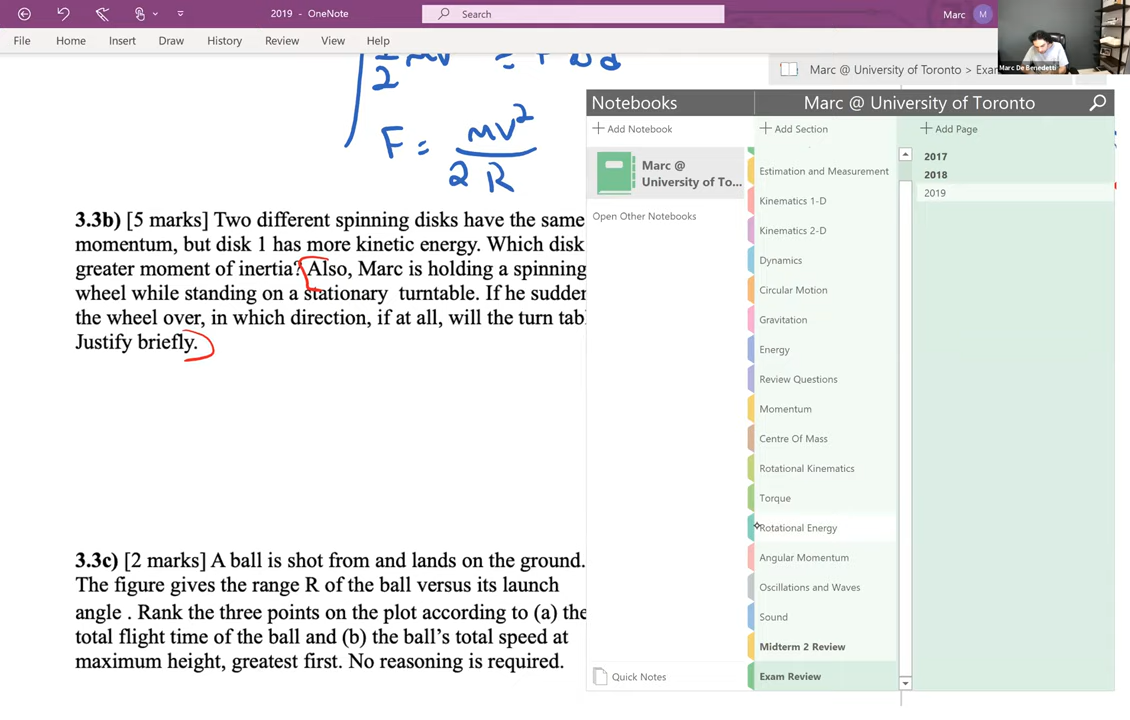 2019 - OneNote
Search
Marc
M
File Home Insert Draw History Review View Help
Marc De Benedetti
Marc @ University of Toronto > Exa
1/2 mv = F Δd
F = mv² / 2R
3.3b) [5 marks] Two different spinning disks have the same
momentum, but disk 1 has more kinetic energy. Which disk
greater moment of inertia? Also, Marc is holding a spinning
wheel while standing on a stationary turntable. If he sudden
the wheel over, in which direction, if at all, will the turn tabl
Justify briefly.
3.3c) [2 marks] A ball is shot from and lands on the ground.
The figure gives the range R of the ball versus its launch
angle . Rank the three points on the plot according to (a) the
total flight time of the ball and (b) the ball's total speed at
maximum height, greatest first. No reasoning is required.
Notebooks
Marc @ University of Toronto
Add Notebook
Add Section
Add Page
Marc @
University of To...
Open Other Notebooks
Quick Notes
Estimation and Measurement
Kinematics 1-D
Kinematics 2-D
Dynamics
Circular Motion
Gravitation
Energy
Review Questions
Momentum
Centre Of Mass
Rotational Kinematics
Torque
Rotational Energy
Angular Momentum
Oscillations and Waves
Sound
Midterm 2 Review
Exam Review
2017
2018
2019